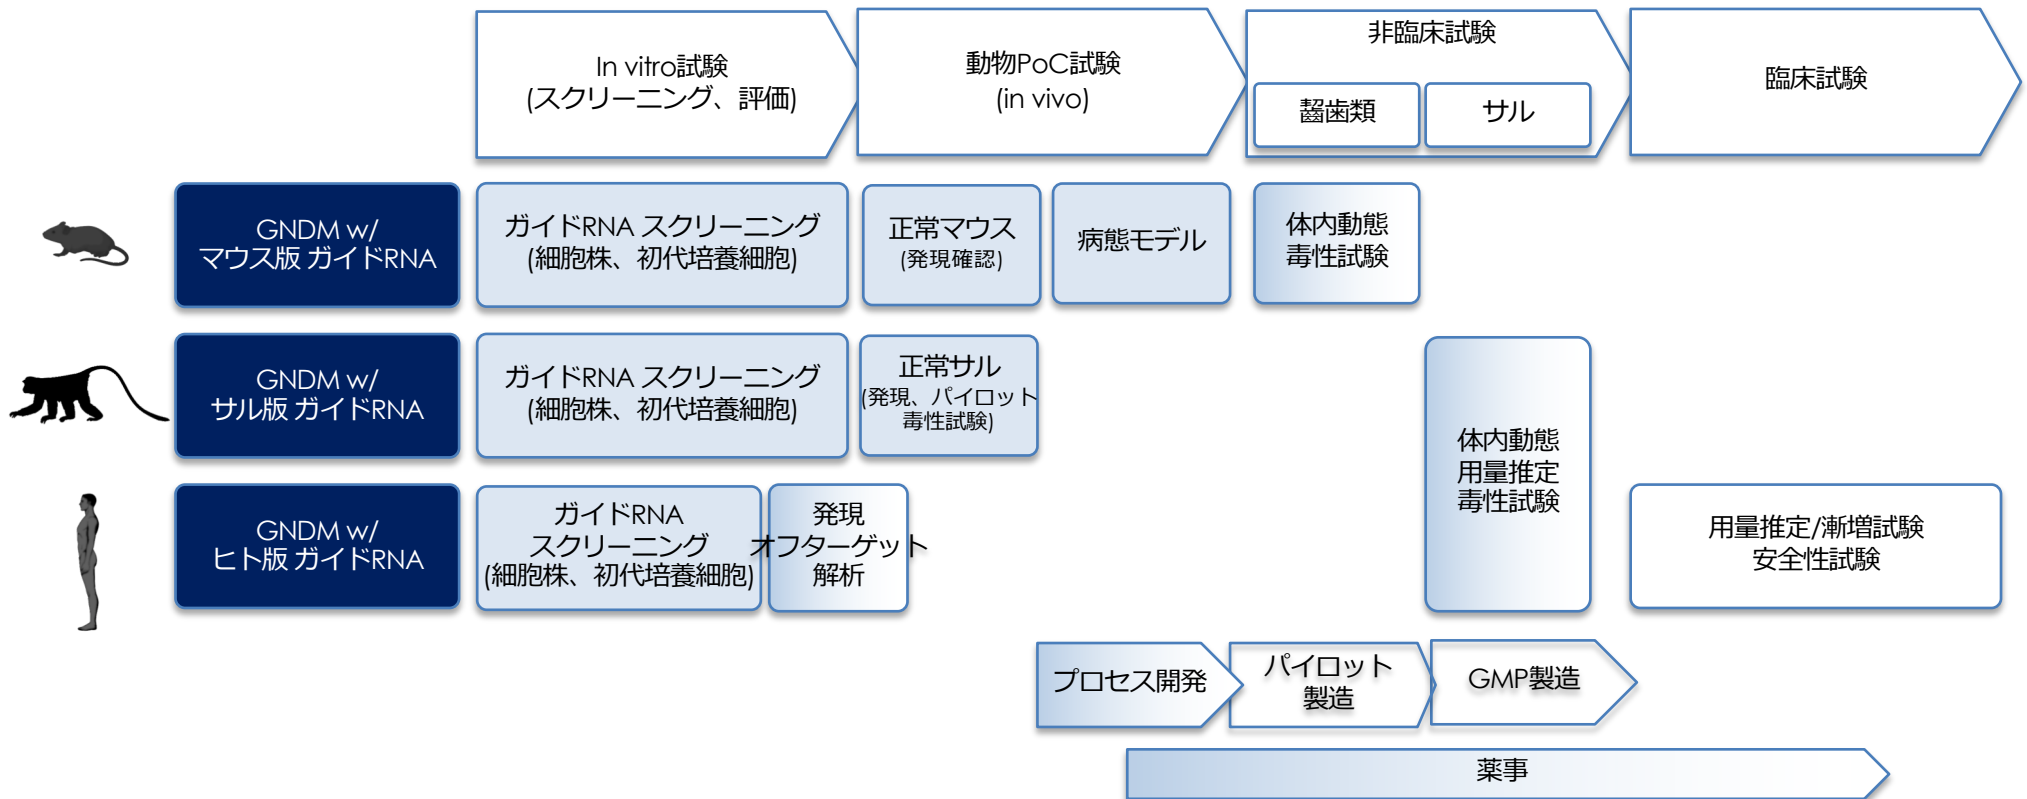 In vitro試験
(スクリーニング、評価)
動物PoC試験
(in vivo)
非臨床試験
齧歯類
サル
臨床試験
GNDM w/
マウス版 ガイドRNA
ガイドRNA スクリーニング
(細胞株、初代培養細胞)
正常マウス
(発現確認)
病態モデル
体内動態
毒性試験
GNDM w/
サル版 ガイドRNA
ガイドRNA スクリーニング
(細胞株、初代培養細胞)
正常サル
(発現、パイロット
毒性試験)
体内動態
用量推定
毒性試験
GNDM w/
ヒト版 ガイドRNA
ガイドRNA
スクリーニング
(細胞株、初代培養細胞)
発現
オフターゲット
解析
用量推定/漸増試験
安全性試験
プロセス開発
パイロット
製造
GMP製造
薬事